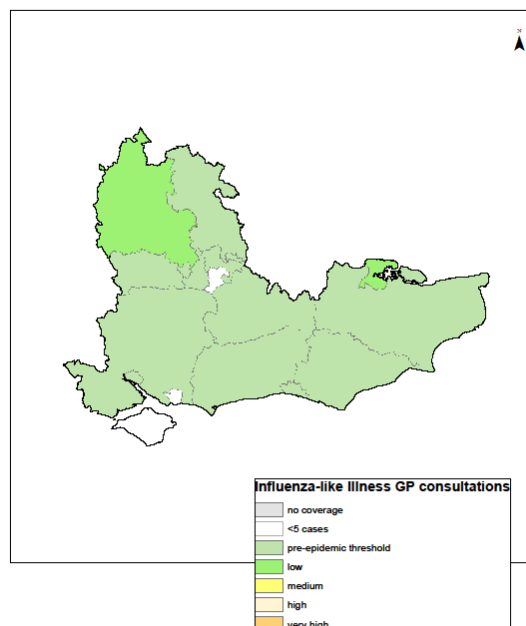 N
Influenza-like Illness GP consultations
no coverage
<5 cases
pre-epidemic threshold
low
medium
high
very high